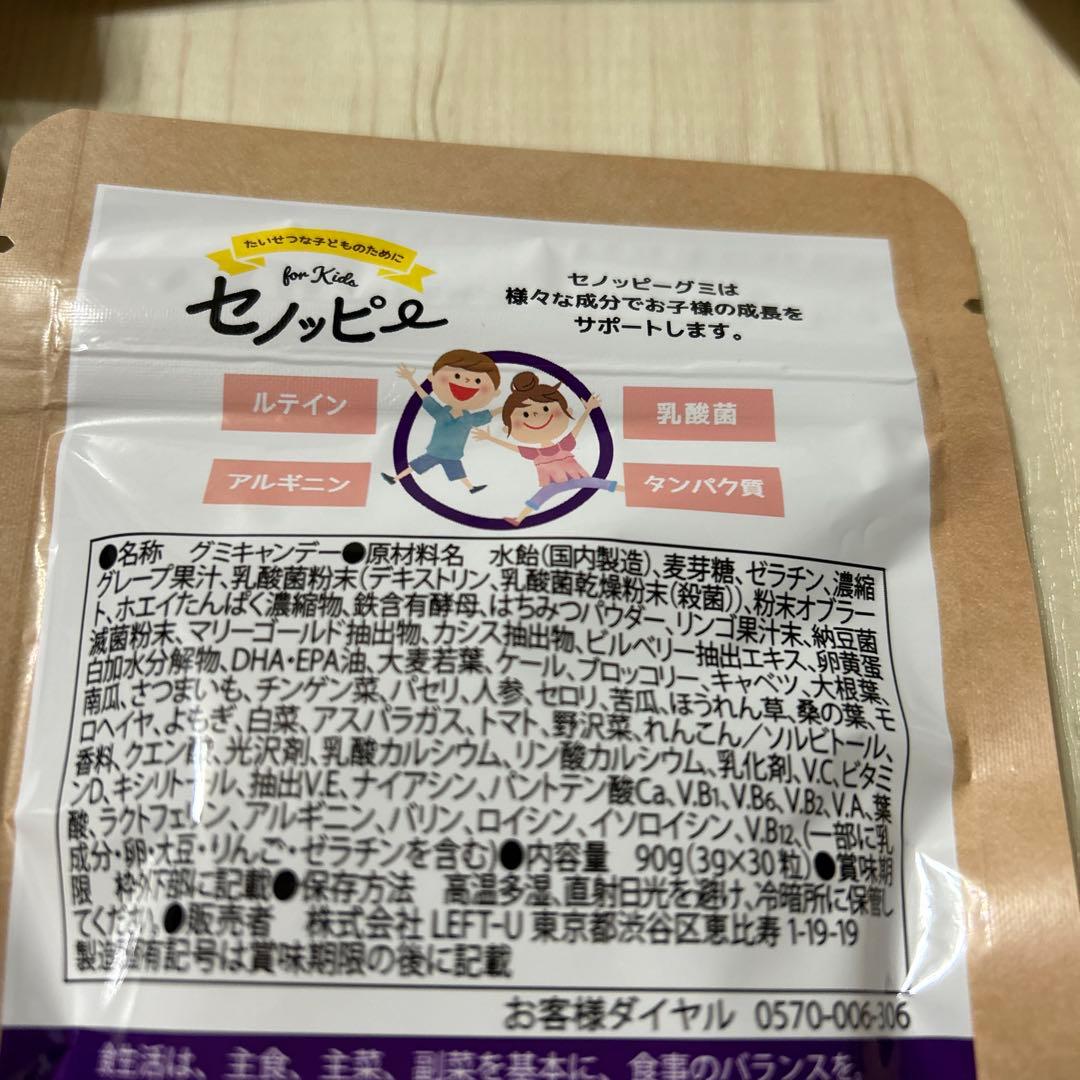 たいせつな子どものために
for Kids
セノッピー
セノッピーグミは
様々な成分でお子様の成長を
サポートします。
ルテイン
乳酸菌
アルギニン
タンパク質
●名称 グミキャンデー●原材料名 水飴(国内製造)、麦芽糖、ゼラチン、濃縮
グレープ果汁、乳酸菌粉末(デキストリン、乳酸菌乾燥粉末(殺菌))、粉末オブラー
ト、ホエイたんぱく濃縮物、鉄含有酵母、はちみつパウダー、リンゴ果汁末、納豆菌
滅菌粉末、マリーゴールド抽出物、カシス抽出物、ビルベリー抽出エキス、卵黄蛋
白加水分解物、DHA・EPA油、大麦若葉、ケール、ブロッコリー、キャベツ、大根葉、
南瓜、さつまいも、チンゲン菜、パセリ、人参、セロリ、苦瓜、ほうれん草、桑の葉、モ
ロヘイヤ、よもぎ、白菜、アスパラガス、トマト、野沢菜、れんこん/ソルビトール、
香料、クエン酸、光沢剤、乳酸カルシウム、リン酸カルシウム、乳化剤、V.C、ビタミ
ンD、キシリトール、抽出V.E、ナイアシン、パントテン酸Ca、V.B1、V.B6、V.B2、V.A、葉
酸、ラクトフェリン、アルギニン、バリン、ロイシン、イソロイシン、V.B12、(一部に乳
成分・卵・大豆・りんご・ゼラチンを含む)●内容量 90g(3g×30粒)●賞味期
限 枠外下部に記載●保存方法 高温多湿、直射日光を避け、冷暗所に保管し
てください。●販売者 株式会社 LEFT-U 東京都渋谷区恵比寿 1-19-19
製造固有記号は賞味期限の後に記載
お客様ダイヤル 0570-006-306
食生活は、主食、主菜、副菜を基本に、食事のバランスを。